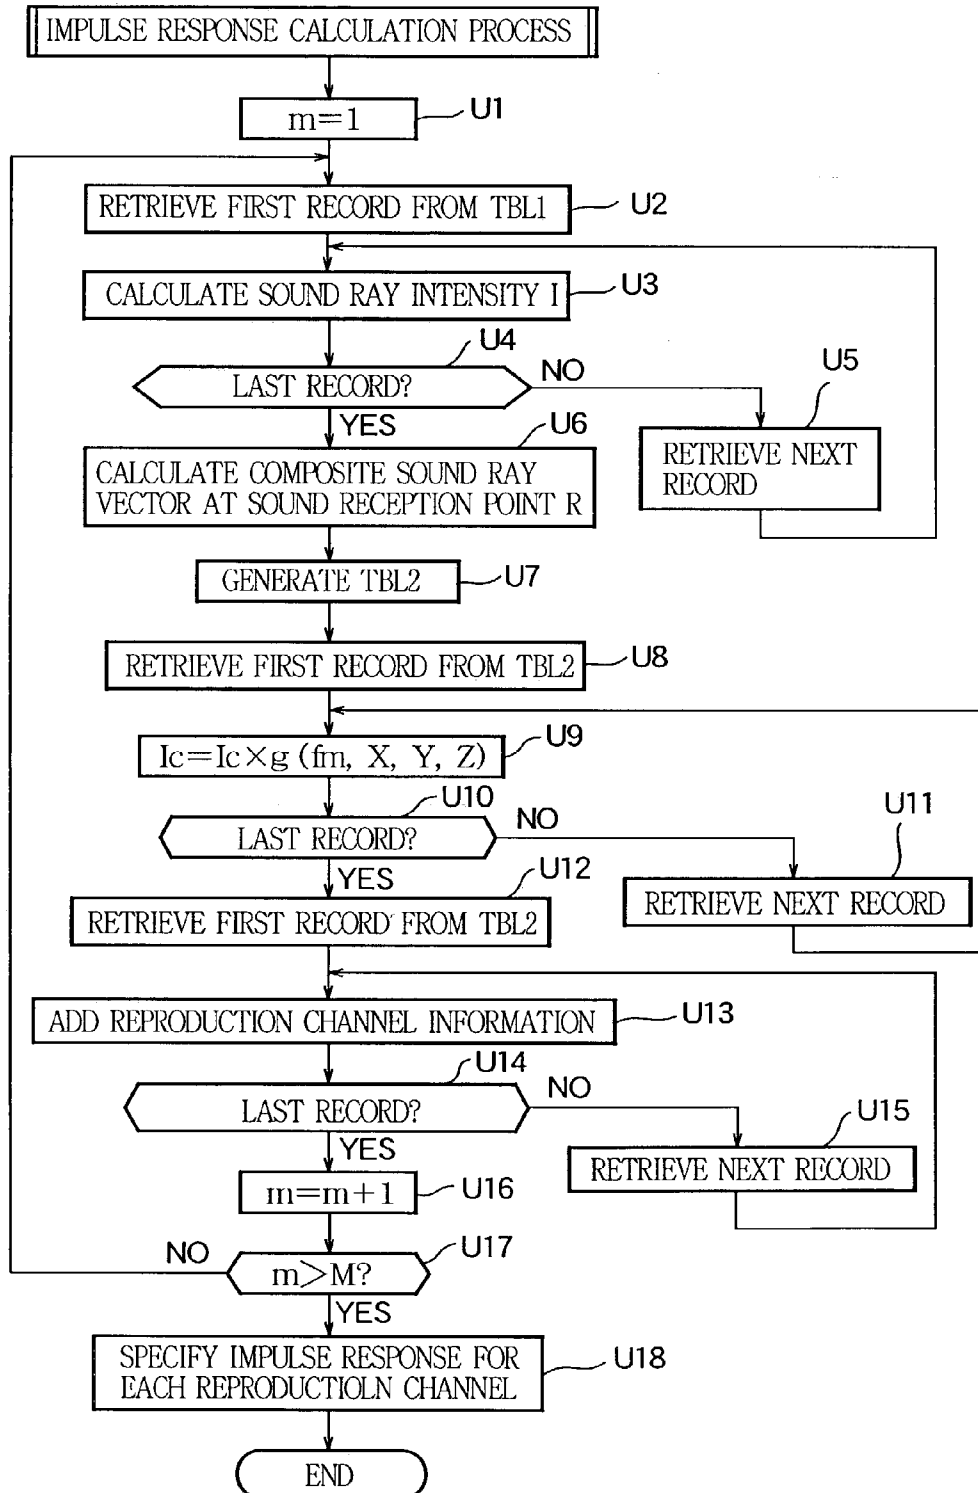 IMPULSE RESPONSE CALCULATION PROCESS
m=1
U1
RETRIEVE FIRST RECORD FROM TBL1
U2
CALCULATE SOUND RAY INTENSITY I
U3
U4
LAST RECORD?
NO
YES
U5
RETRIEVE NEXT
RECORD
U6
CALCULATE COMPOSITE SOUND RAY
VECTOR AT SOUND RECEPTION POINT R
GENERATE TBL2
U7
RETRIEVE FIRST RECORD FROM TBL2
U8
Ic=Ic×g (fm, X, Y, Z)
U9
U10
LAST RECORD?
NO
YES
U11
RETRIEVE NEXT RECORD
U12
RETRIEVE FIRST RECORD FROM TBL2
ADD REPRODUCTION CHANNEL INFORMATION
U13
U14
LAST RECORD?
NO
YES
U15
RETRIEVE NEXT RECORD
m=m+1
U16
U17
NO
m>M?
YES
SPECIFY IMPULSE RESPONSE FOR
EACH REPRODUCTIOLN CHANNEL
U18
END